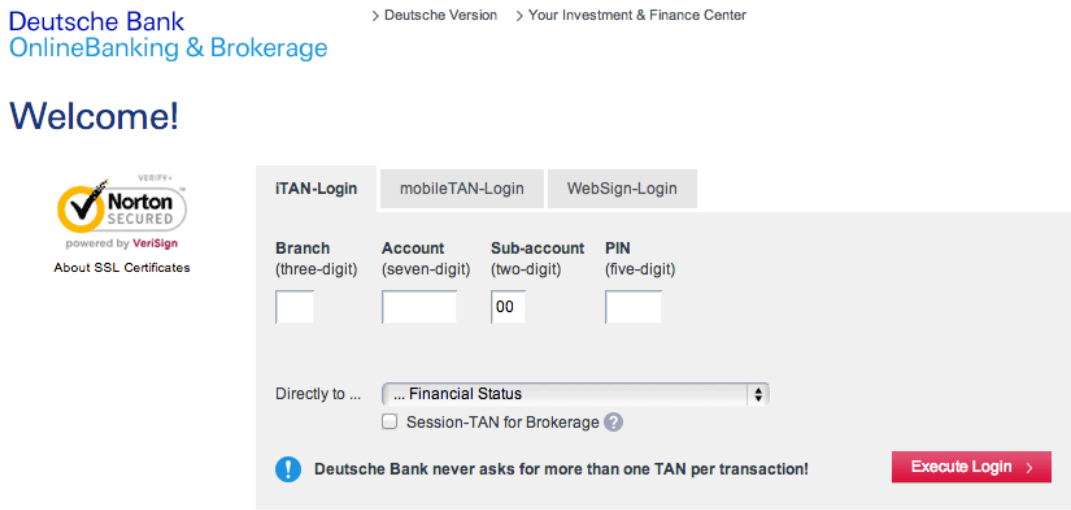 Deutsche Bank
OnlineBanking & Brokerage
> Deutsche Version > Your Investment & Finance Center
Welcome!
VERIFY+
Norton
SECURED
powered by VeriSign
About SSL Certificates
iTAN-Login mobileTAN-Login WebSign-Login
Branch Account Sub-account PIN
(three-digit) (seven-digit) (two-digit) (five-digit)
00
Directly to ... ... Financial Status
Session-TAN for Brokerage ?
! Deutsche Bank never asks for more than one TAN per transaction! Execute Login >